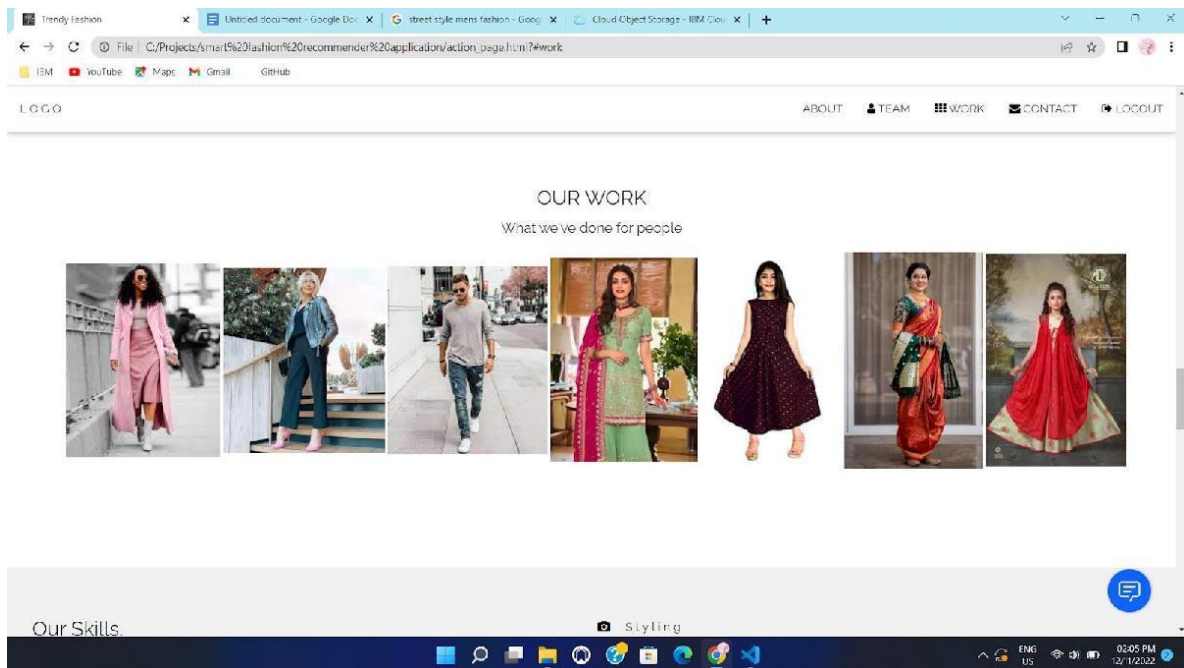 Trendy Fashion
Untitled document - Google Doc
street style mens fashion - Goog
Cloud Object Storage - IBM Clou
File | C:/Projects/smart%20fashion%20recommender%20application/action_page.html?#work
IBM YouTube Maps Gmail GitHub
LOGO ABOUT TEAM WORK CONTACT LOGOUT
OUR WORK
What we've done for people
Our Skills.
Styling
ENG
US
02:05 PM
12/11/2022